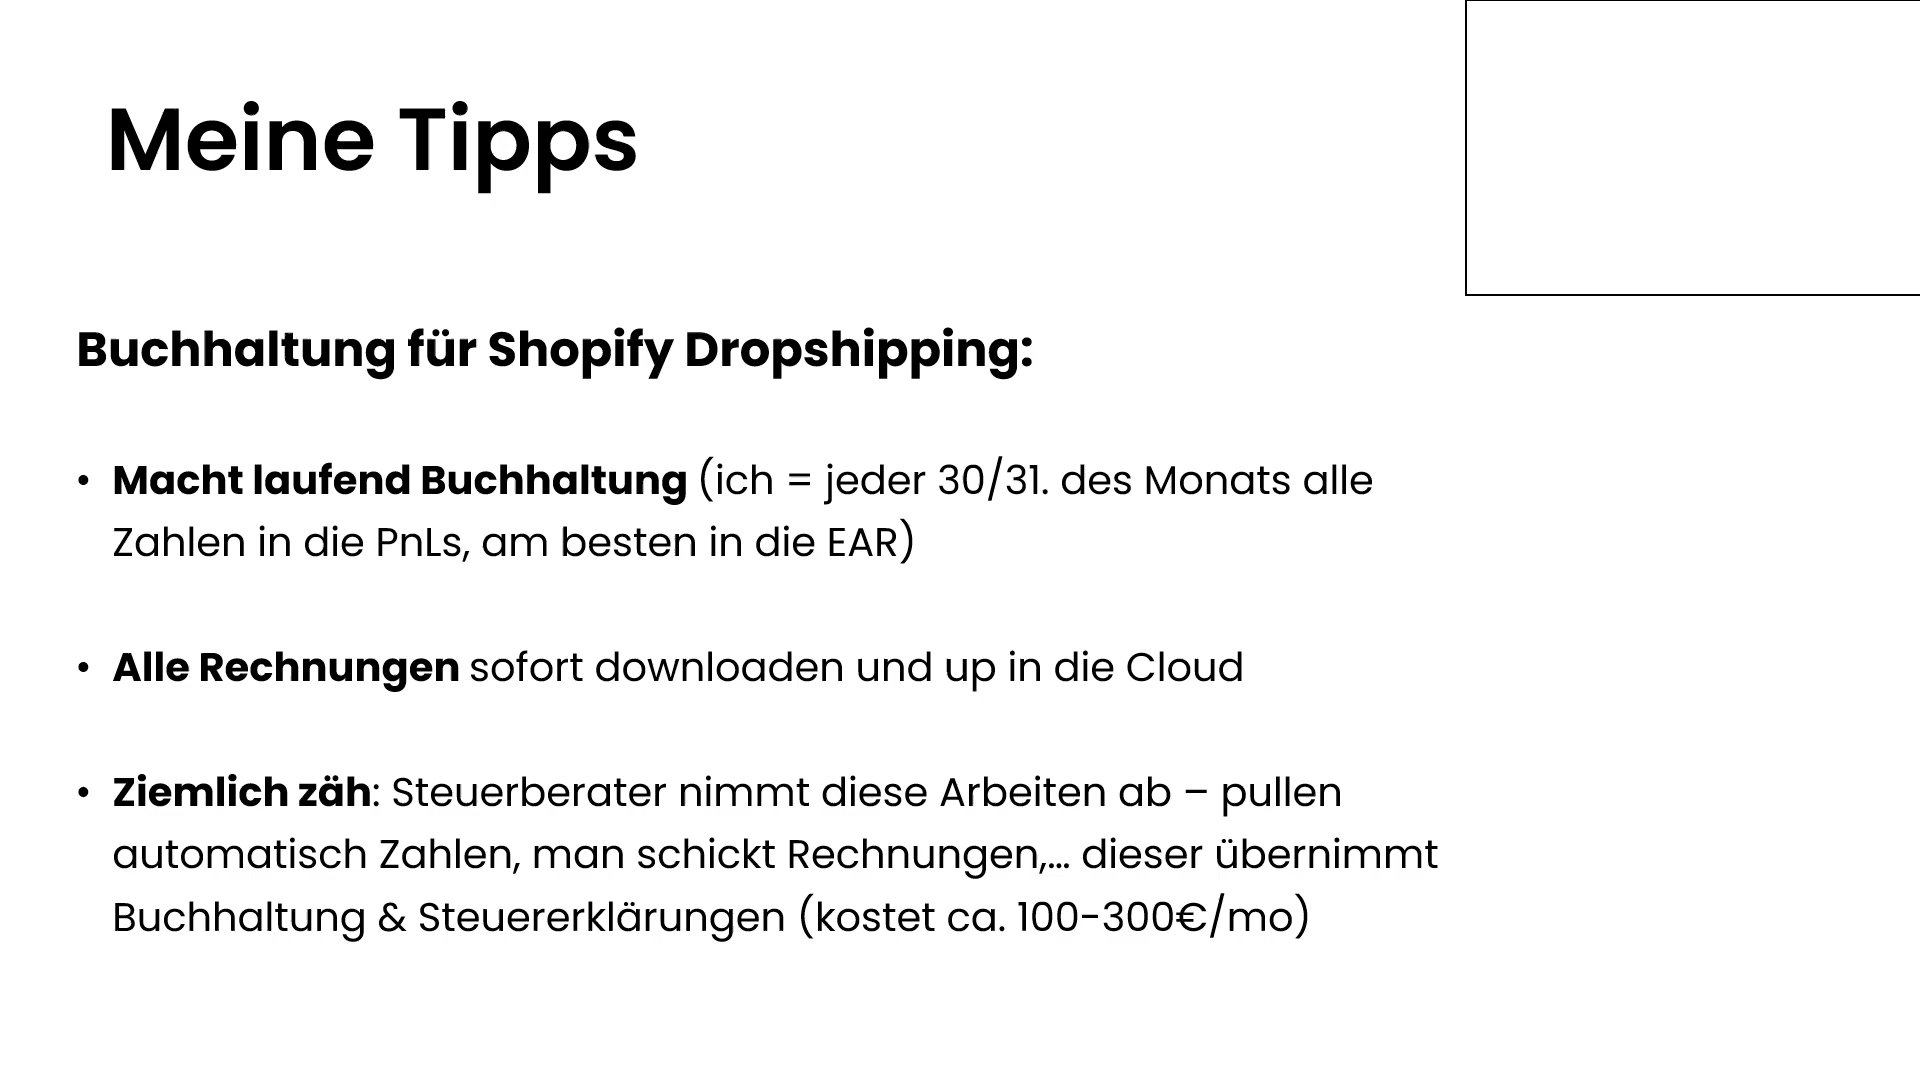 Meine Tipps
Buchhaltung für Shopify Dropshipping:
• Macht laufend Buchhaltung (ich = jeder 30/31. des Monats alle
Zahlen in die PnLs, am besten in die EAR)
• Alle Rechnungen sofort downloaden und up in die Cloud
• Ziemlich zäh: Steuerberater nimmt diese Arbeiten ab – pullen
automatisch Zahlen, man schickt Rechnungen,... dieser übernimmt
Buchhaltung & Steuererklärungen (kostet ca. 100-300€/mo)